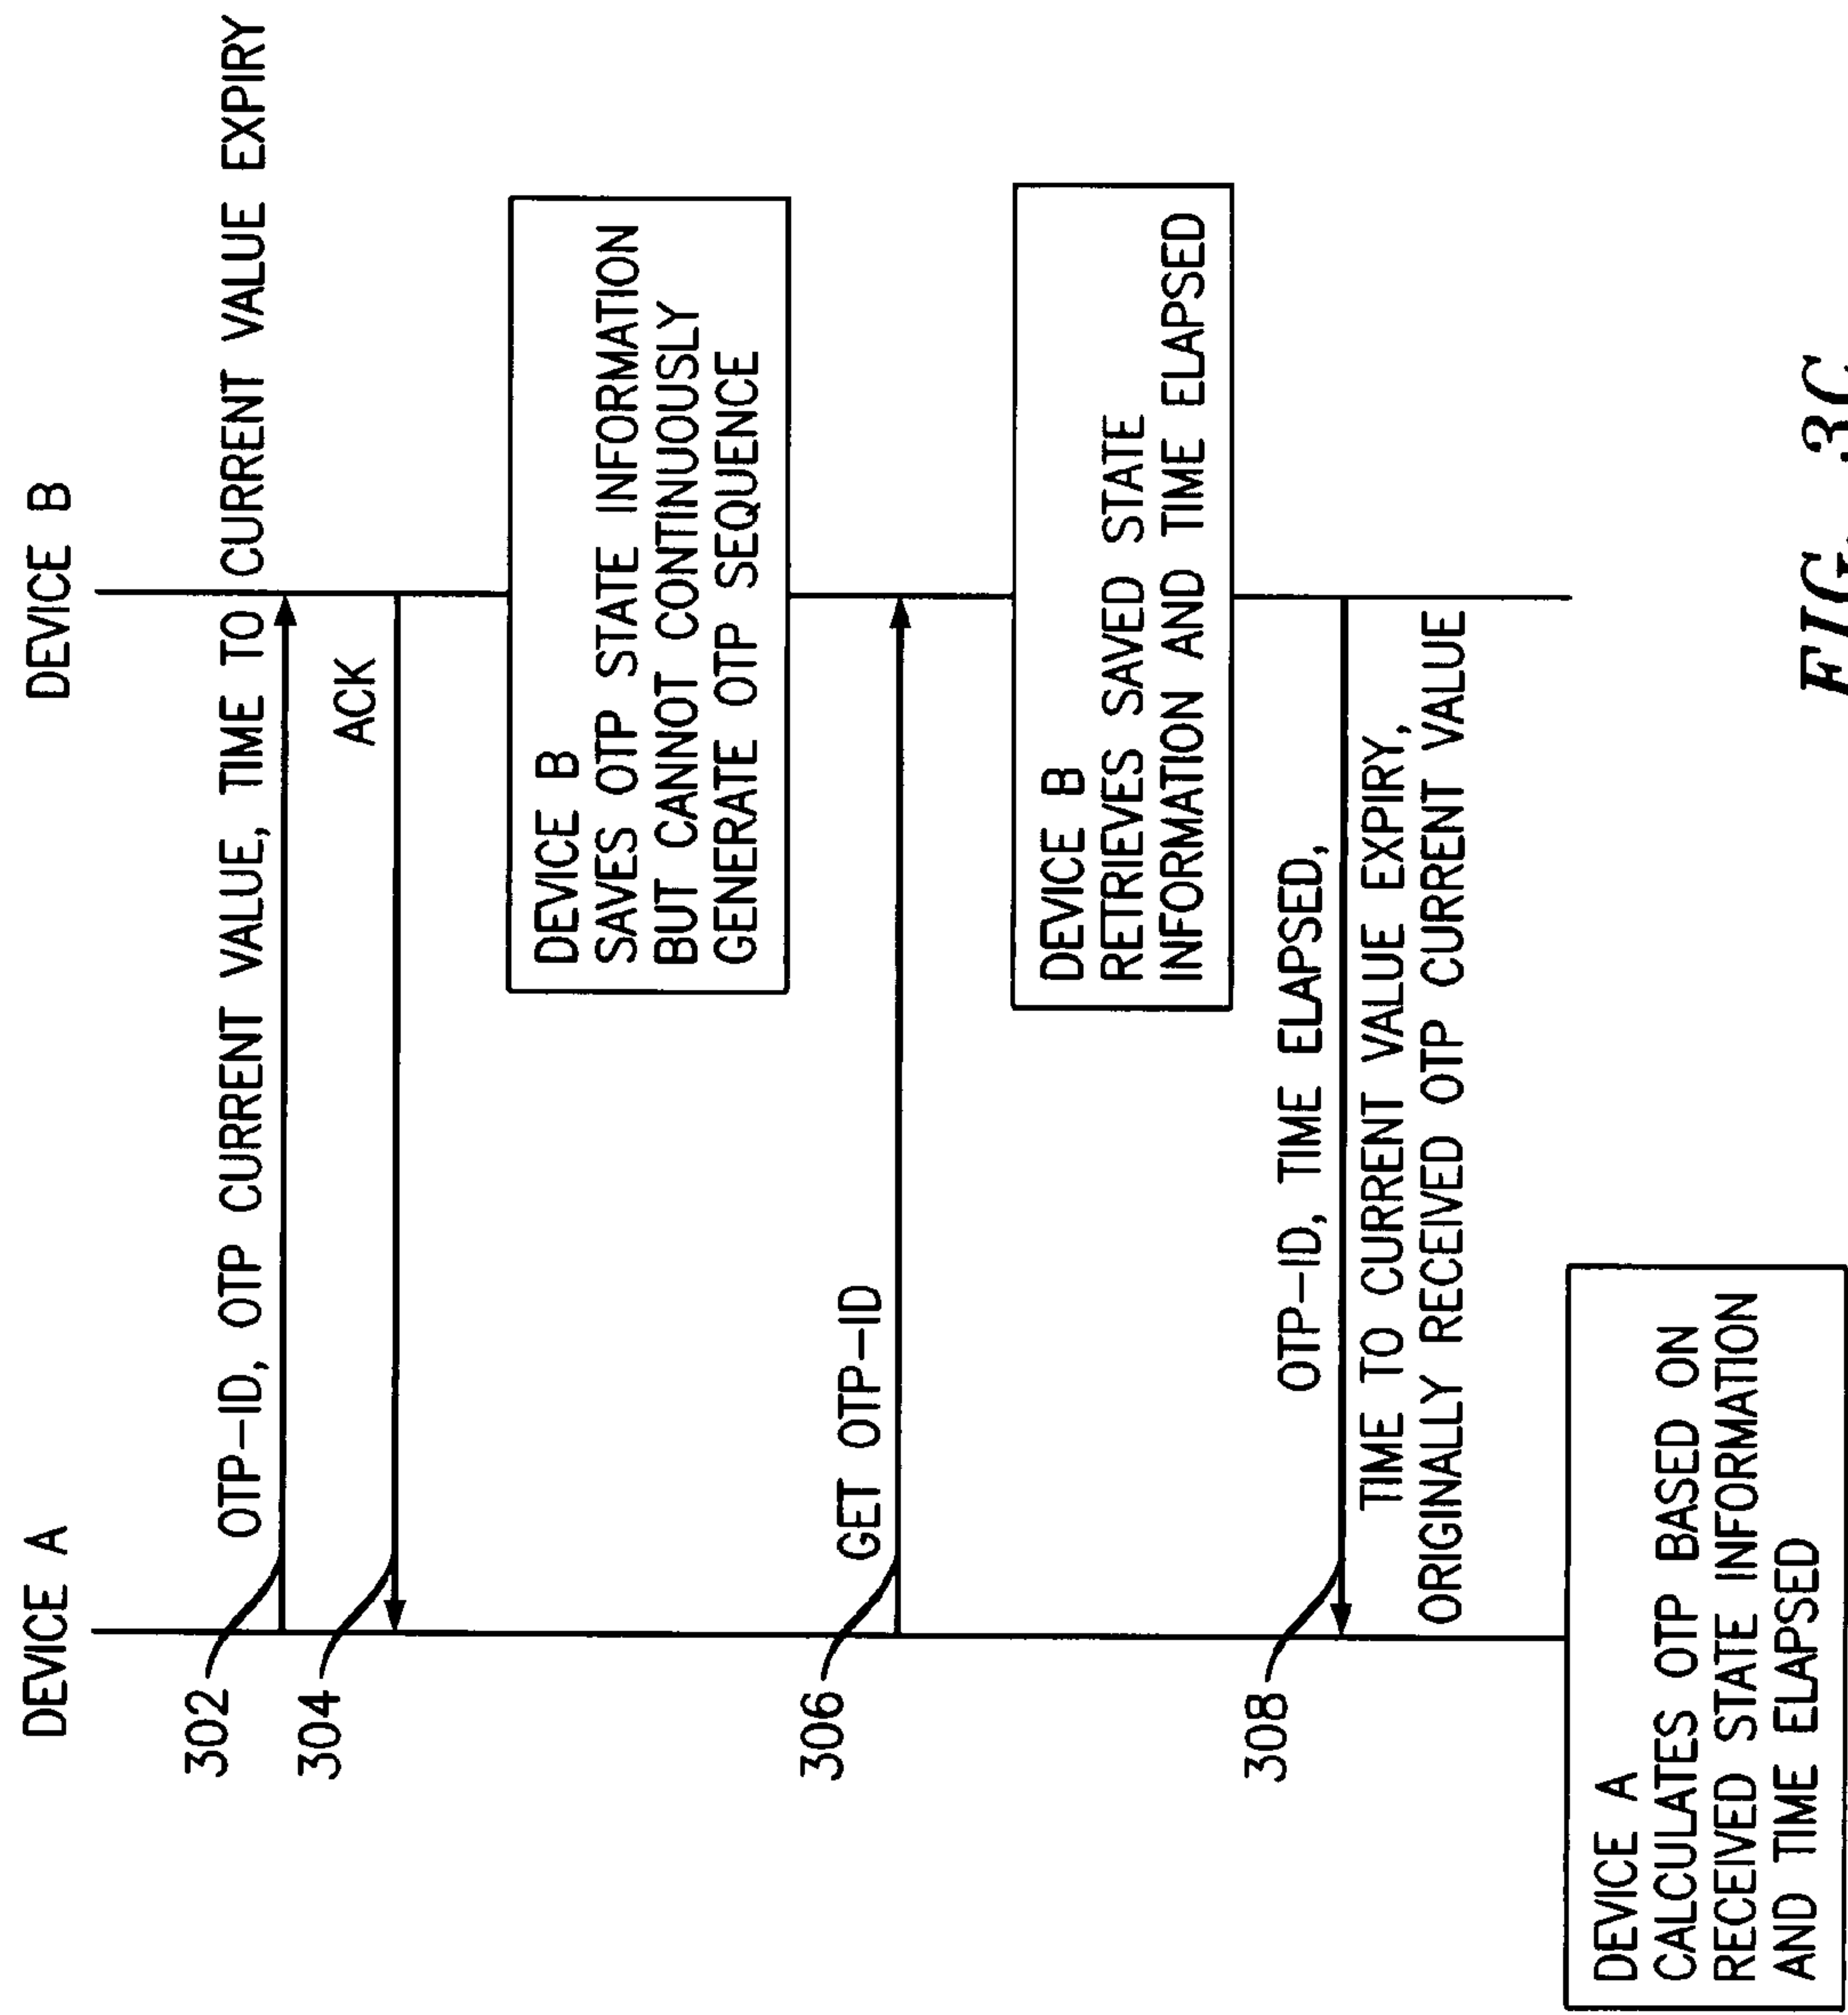 DEVICE A
DEVICE B
302
OTP-ID, OTP CURRENT VALUE, TIME TO CURRENT VALUE EXPIRY
304
ACK
DEVICE B
SAVES OTP STATE INFORMATION
BUT CANNOT CONTINUOUSLY
GENERATE OTP SEQUENCE
306
GET OTP-ID
DEVICE B
RETRIEVES SAVED STATE
INFORMATION AND TIME ELAPSED
308
OTP-ID, TIME ELAPSED,
TIME TO CURRENT VALUE EXPIRY,
ORIGINALLY RECEIVED OTP CURRENT VALUE
DEVICE A
CALCULATES OTP BASED ON
RECEIVED STATE INFORMATION
AND TIME ELAPSED
FIG. 3C